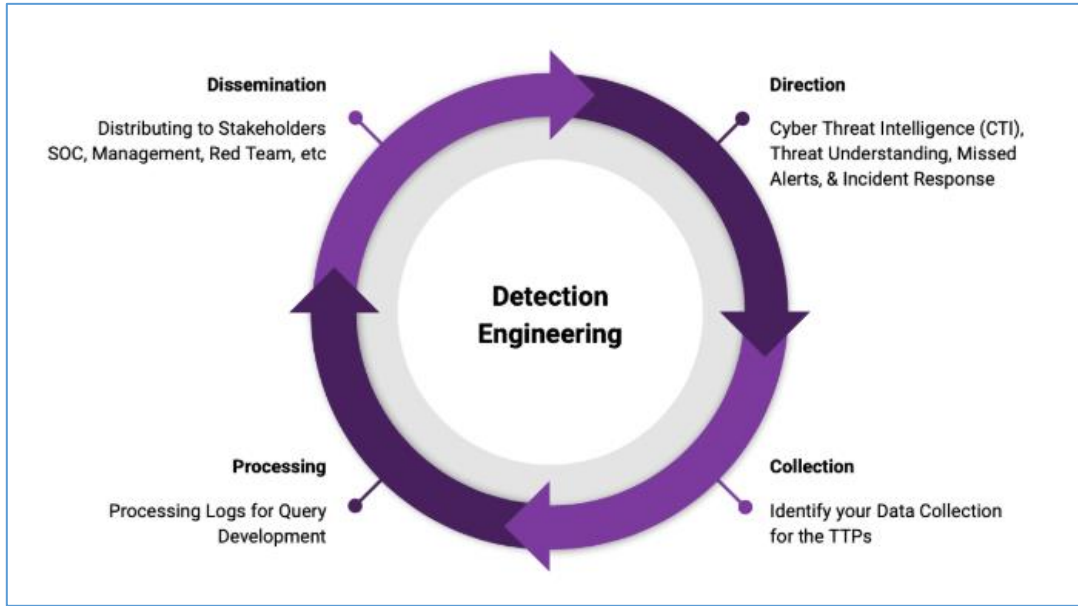 Dissemination
Distributing to Stakeholders
SOC, Management, Red Team, etc
Direction
Cyber Threat Intelligence (CTI),
Threat Understanding, Missed
Alerts, & Incident Response
Detection
Engineering
Processing
Processing Logs for Query
Development
Collection
Identify your Data Collection
for the TTPs